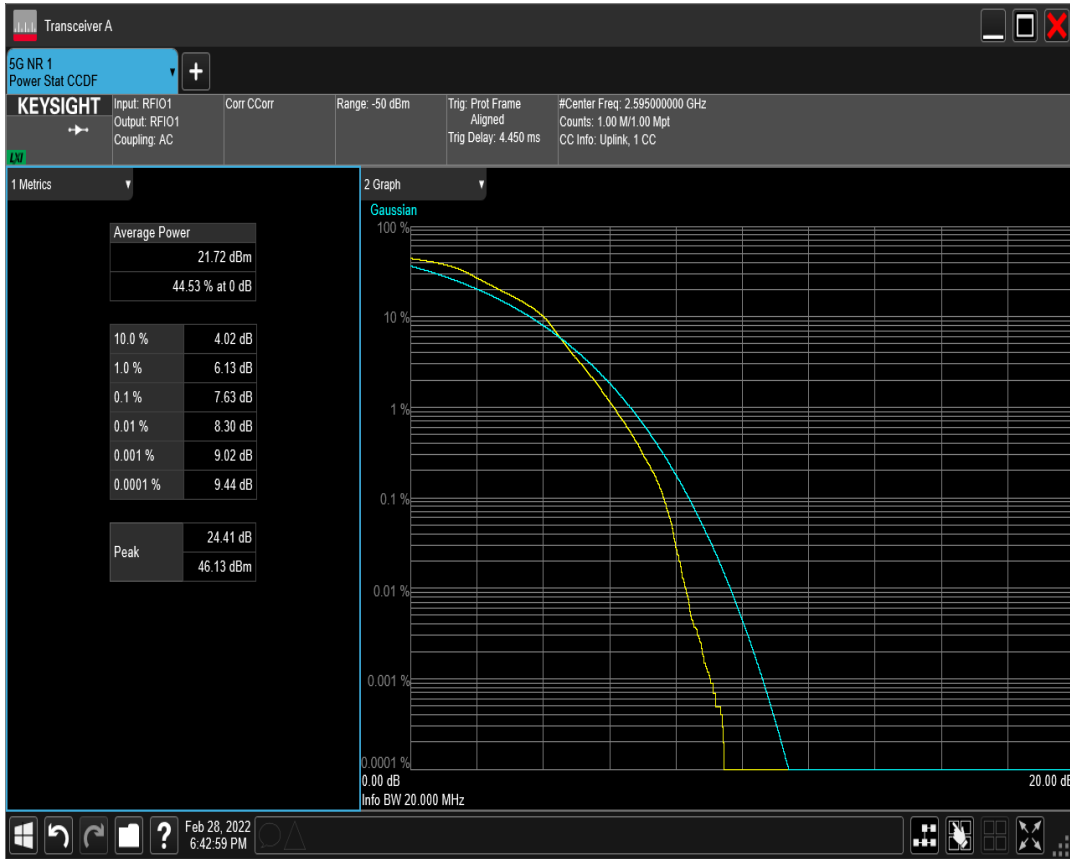 Transceiver A
5G NR 1
Power Stat CCDF
+
KEYSIGHT
LXI
Input: RFIO1
Output: RFIO1
Coupling: AC
Corr CCorr
Range: -50 dBm
Trig: Prot Frame
Aligned
Trig Delay: 4.450 ms
#Center Freq: 2.595000000 GHz
Counts: 1.00 M/1.00 Mpt
CC Info: Uplink, 1 CC
1 Metrics
Average Power
21.72 dBm
44.53 % at 0 dB
10.0 % 4.02 dB
1.0 % 6.13 dB
0.1 % 7.63 dB
0.01 % 8.30 dB
0.001 % 9.02 dB
0.0001 % 9.44 dB
Peak
24.41 dB
46.13 dBm
2 Graph
Gaussian
100 %
10 %
1 %
0.1 %
0.01 %
0.001 %
0.0001 %
0.00 dB
20.00 dB
Info BW 20.000 MHz
?
Feb 28, 2022
6:42:59 PM